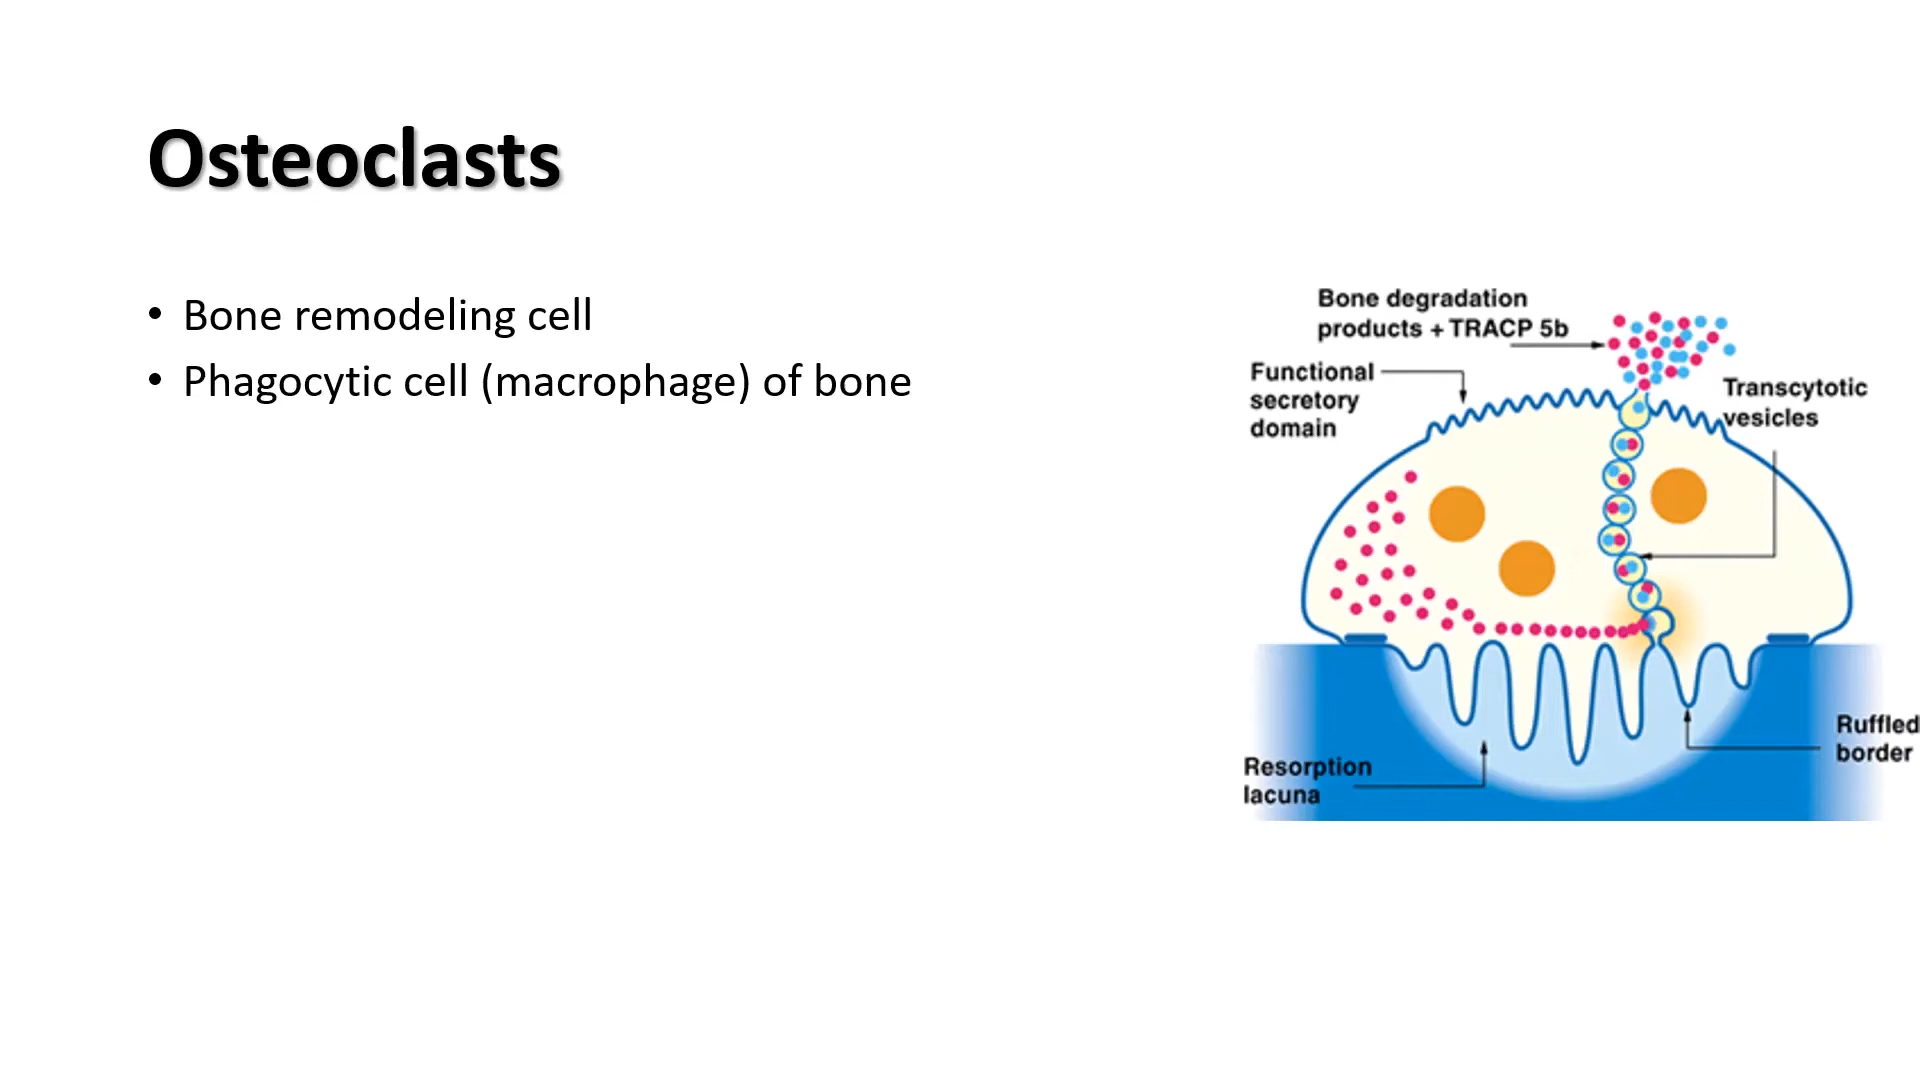 Osteoclasts
• Bone remodeling cell
• Phagocytic cell (macrophage) of bone
Bone degradation
products + TRACP 5b
Functional
secretory
domain
Transcytotic
vesicles
Ruffled
border
Resorption
lacuna